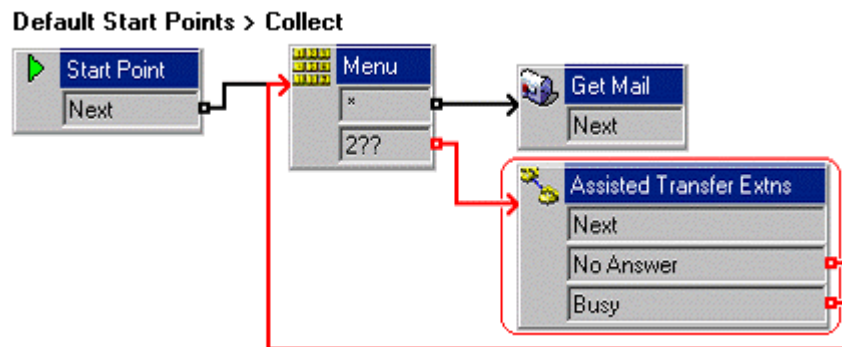 Default Start Points > Collect
Start Point
Next
Menu
*
2??
Get Mail
Next
Assisted Transfer Extns
Next
No Answer
Busy